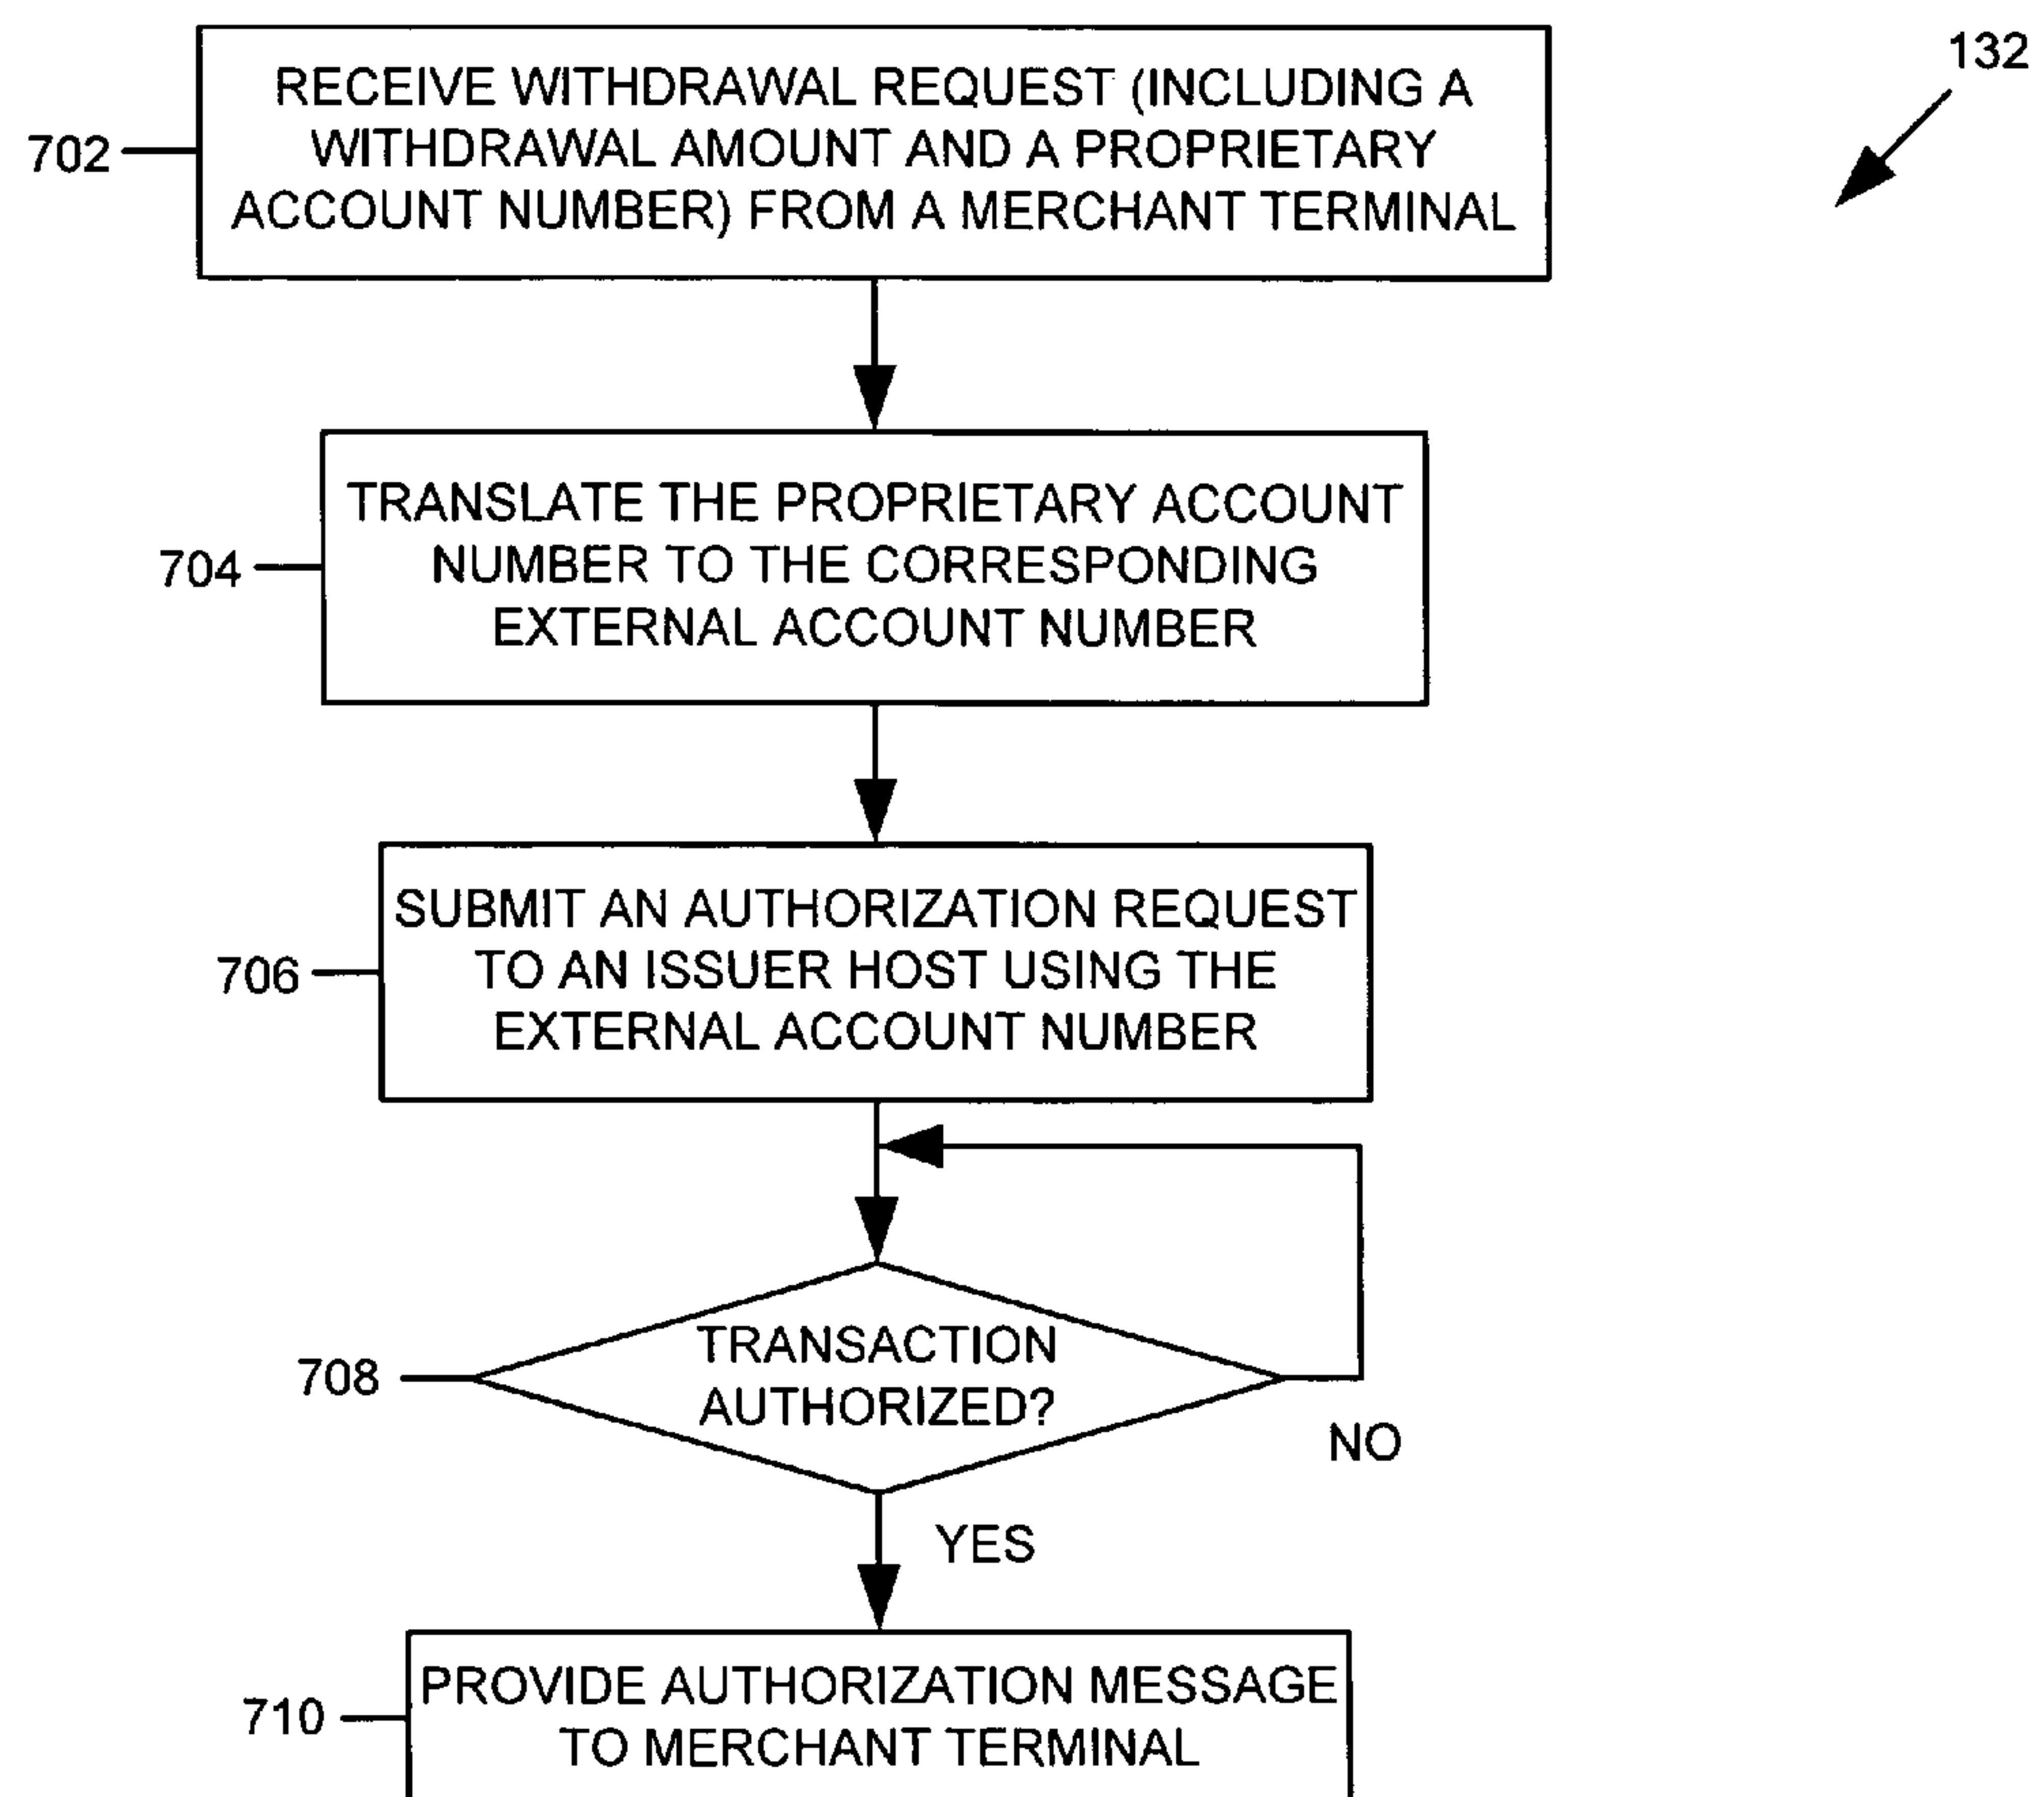 132
702
RECEIVE WITHDRAWAL REQUEST (INCLUDING A
WITHDRAWAL AMOUNT AND A PROPRIETARY
ACCOUNT NUMBER) FROM A MERCHANT TERMINAL
704
TRANSLATE THE PROPRIETARY ACCOUNT
NUMBER TO THE CORRESPONDING
EXTERNAL ACCOUNT NUMBER
706
SUBMIT AN AUTHORIZATION REQUEST
TO AN ISSUER HOST USING THE
EXTERNAL ACCOUNT NUMBER
708
TRANSACTION
AUTHORIZED?
NO
YES
710
PROVIDE AUTHORIZATION MESSAGE
TO MERCHANT TERMINAL